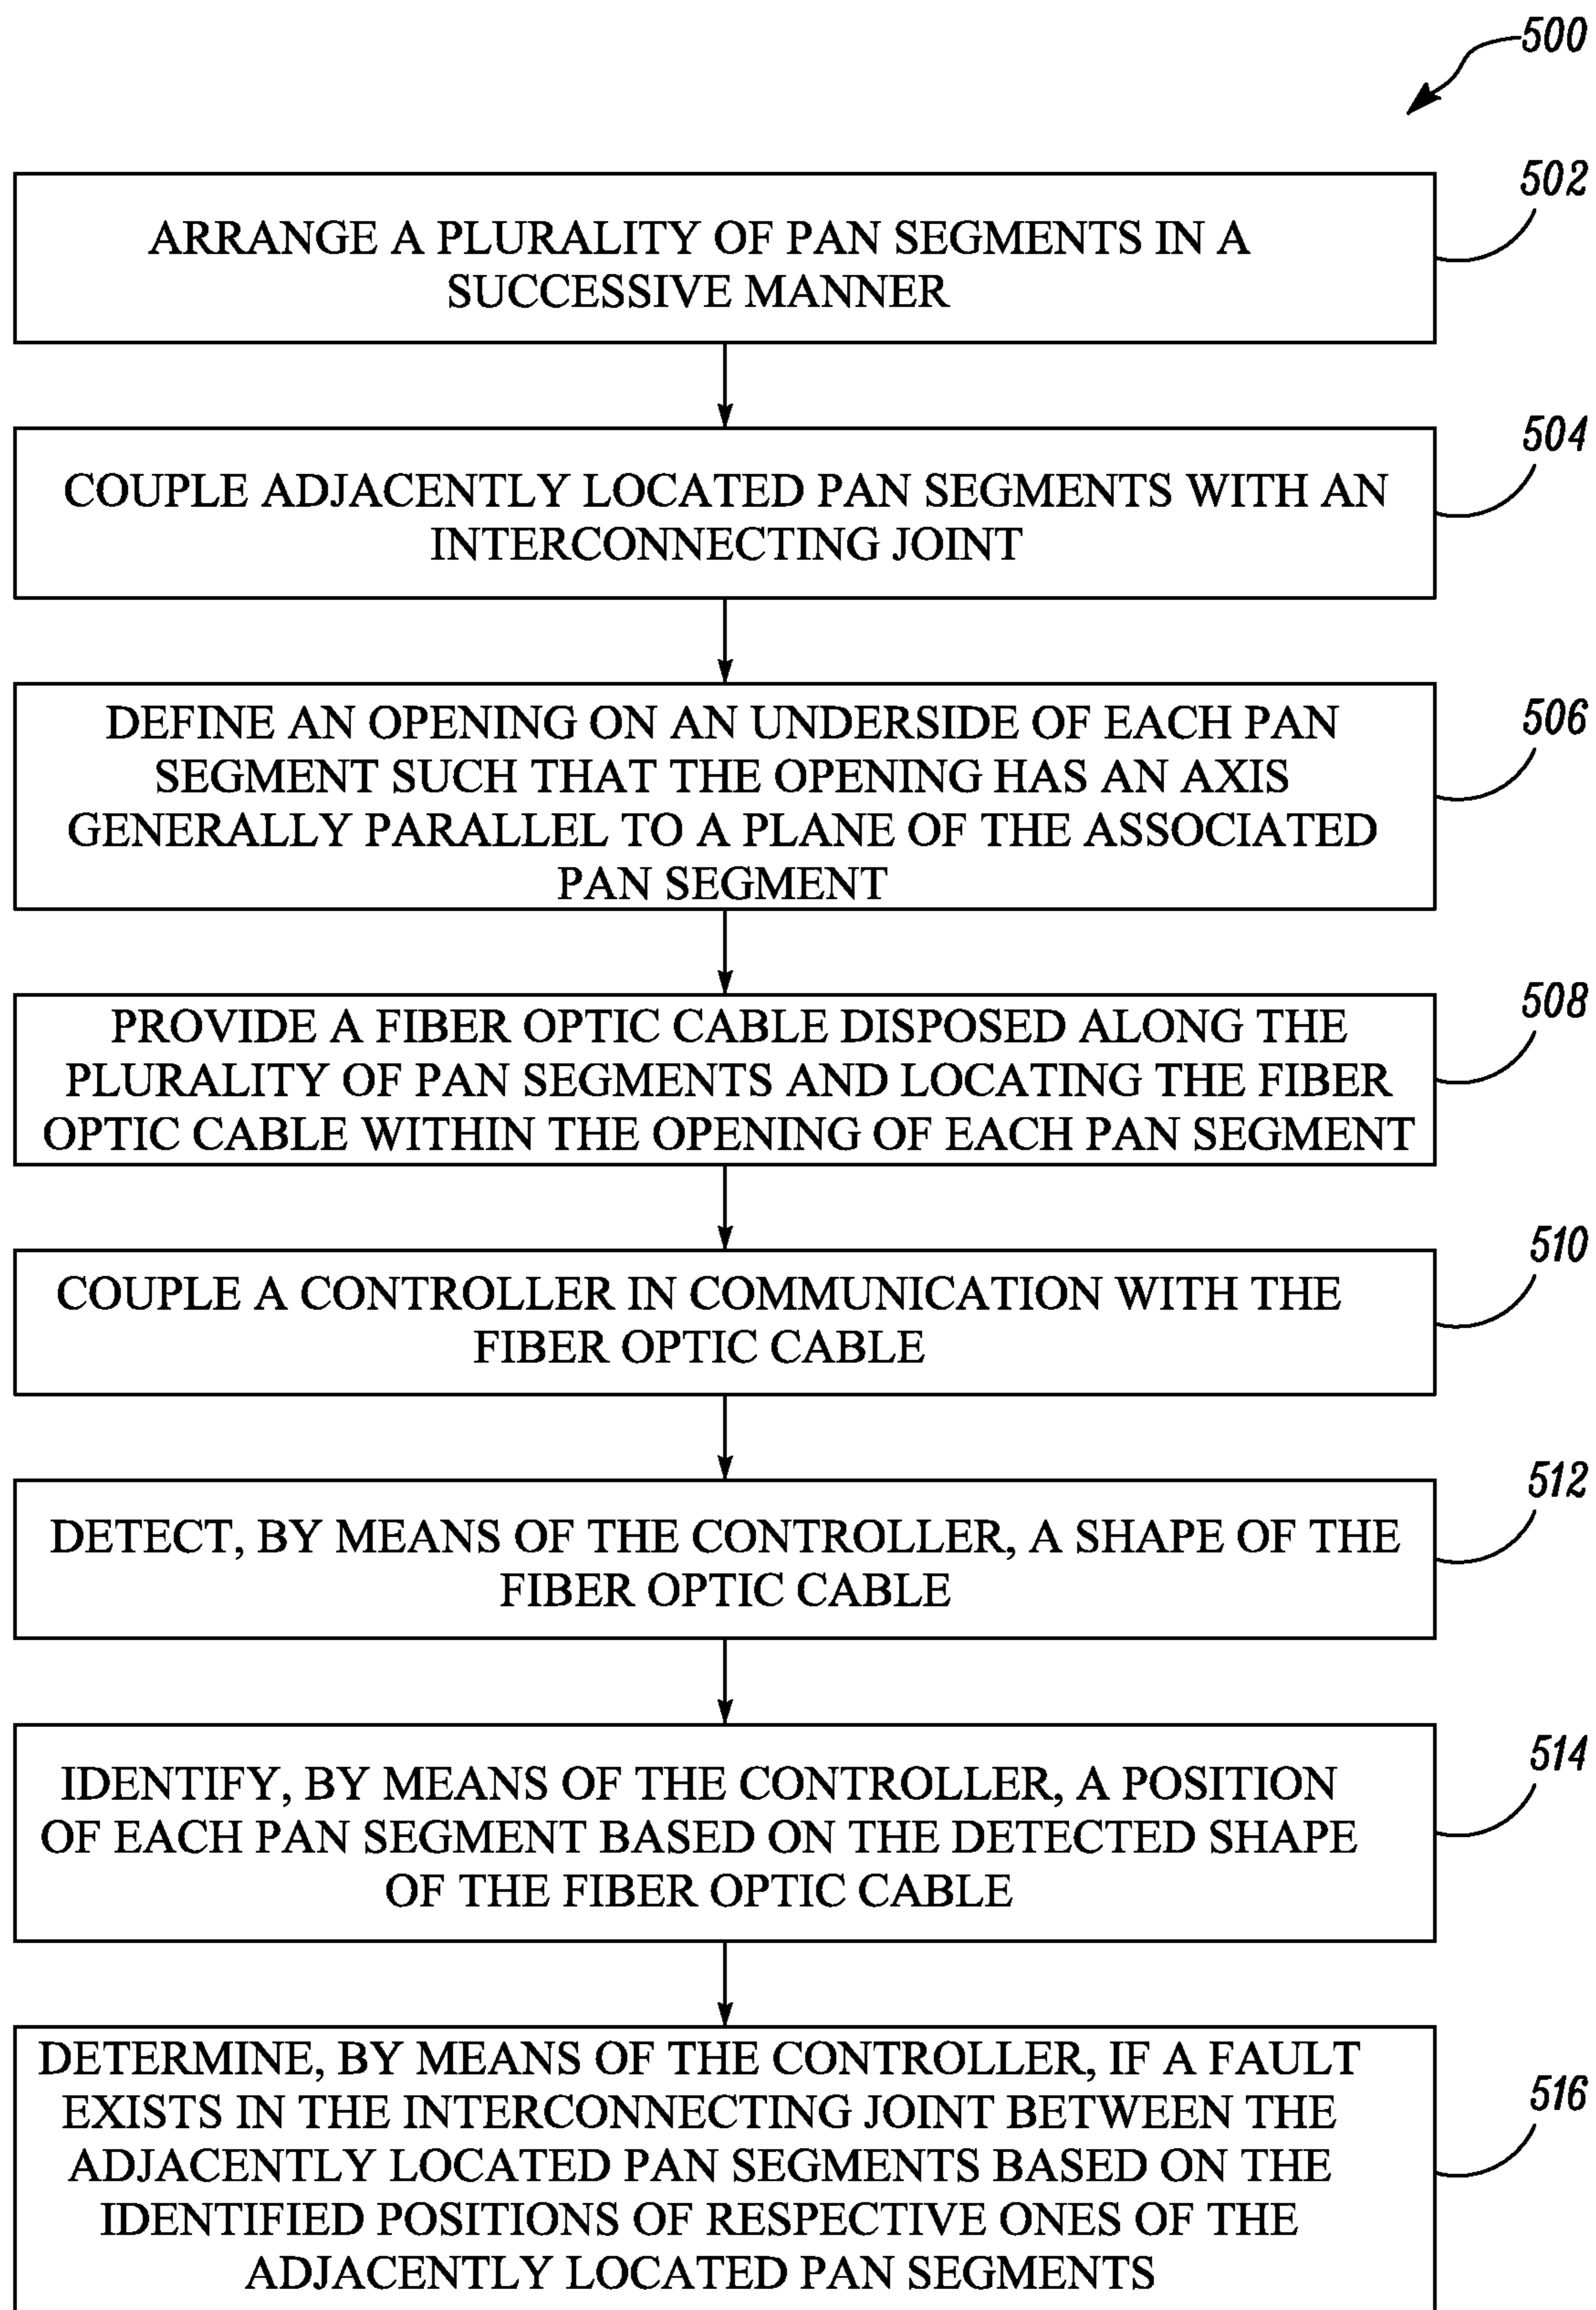 500
502
ARRANGE A PLURALITY OF PAN SEGMENTS IN A
SUCCESSIVE MANNER
504
COUPLE ADJACENTLY LOCATED PAN SEGMENTS WITH AN
INTERCONNECTING JOINT
506
DEFINE AN OPENING ON AN UNDERSIDE OF EACH PAN
SEGMENT SUCH THAT THE OPENING HAS AN AXIS
GENERALLY PARALLEL TO A PLANE OF THE ASSOCIATED
PAN SEGMENT
508
PROVIDE A FIBER OPTIC CABLE DISPOSED ALONG THE
PLURALITY OF PAN SEGMENTS AND LOCATING THE FIBER
OPTIC CABLE WITHIN THE OPENING OF EACH PAN SEGMENT
510
COUPLE A CONTROLLER IN COMMUNICATION WITH THE
FIBER OPTIC CABLE
512
DETECT, BY MEANS OF THE CONTROLLER, A SHAPE OF THE
FIBER OPTIC CABLE
514
IDENTIFY, BY MEANS OF THE CONTROLLER, A POSITION
OF EACH PAN SEGMENT BASED ON THE DETECTED SHAPE
OF THE FIBER OPTIC CABLE
516
DETERMINE, BY MEANS OF THE CONTROLLER, IF A FAULT
EXISTS IN THE INTERCONNECTING JOINT BETWEEN THE
ADJACENTLY LOCATED PAN SEGMENTS BASED ON THE
IDENTIFIED POSITIONS OF RESPECTIVE ONES OF THE
ADJACENTLY LOCATED PAN SEGMENTS